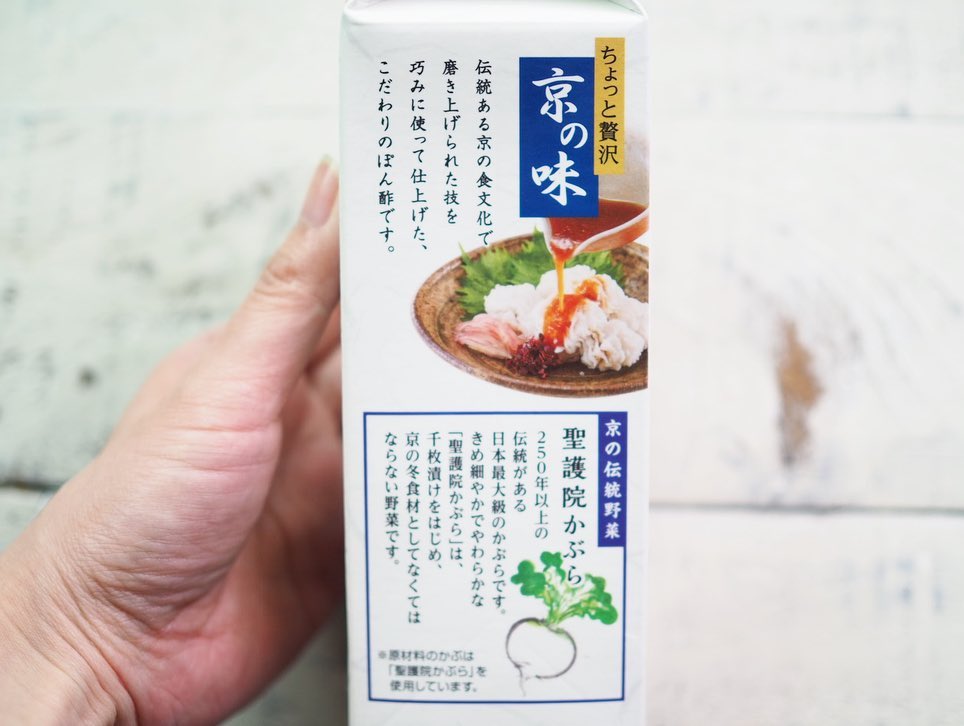 ちょっと贅沢
京の味
伝統ある京の食文化で
磨き上げられた技を
巧みに使って仕上げた、
こだわりのぽん酢です。
京の伝統野菜
聖護院かぶら
250年以上の
伝統がある
日本最大級のかぶらです。
きめ細やかでやわらかな
「聖護院かぶら」は、
千枚漬けをはじめ、
京の冬食材としてなくては
ならない野菜です。
※原材料のかぶは
「聖護院かぶら」を
使用しています。